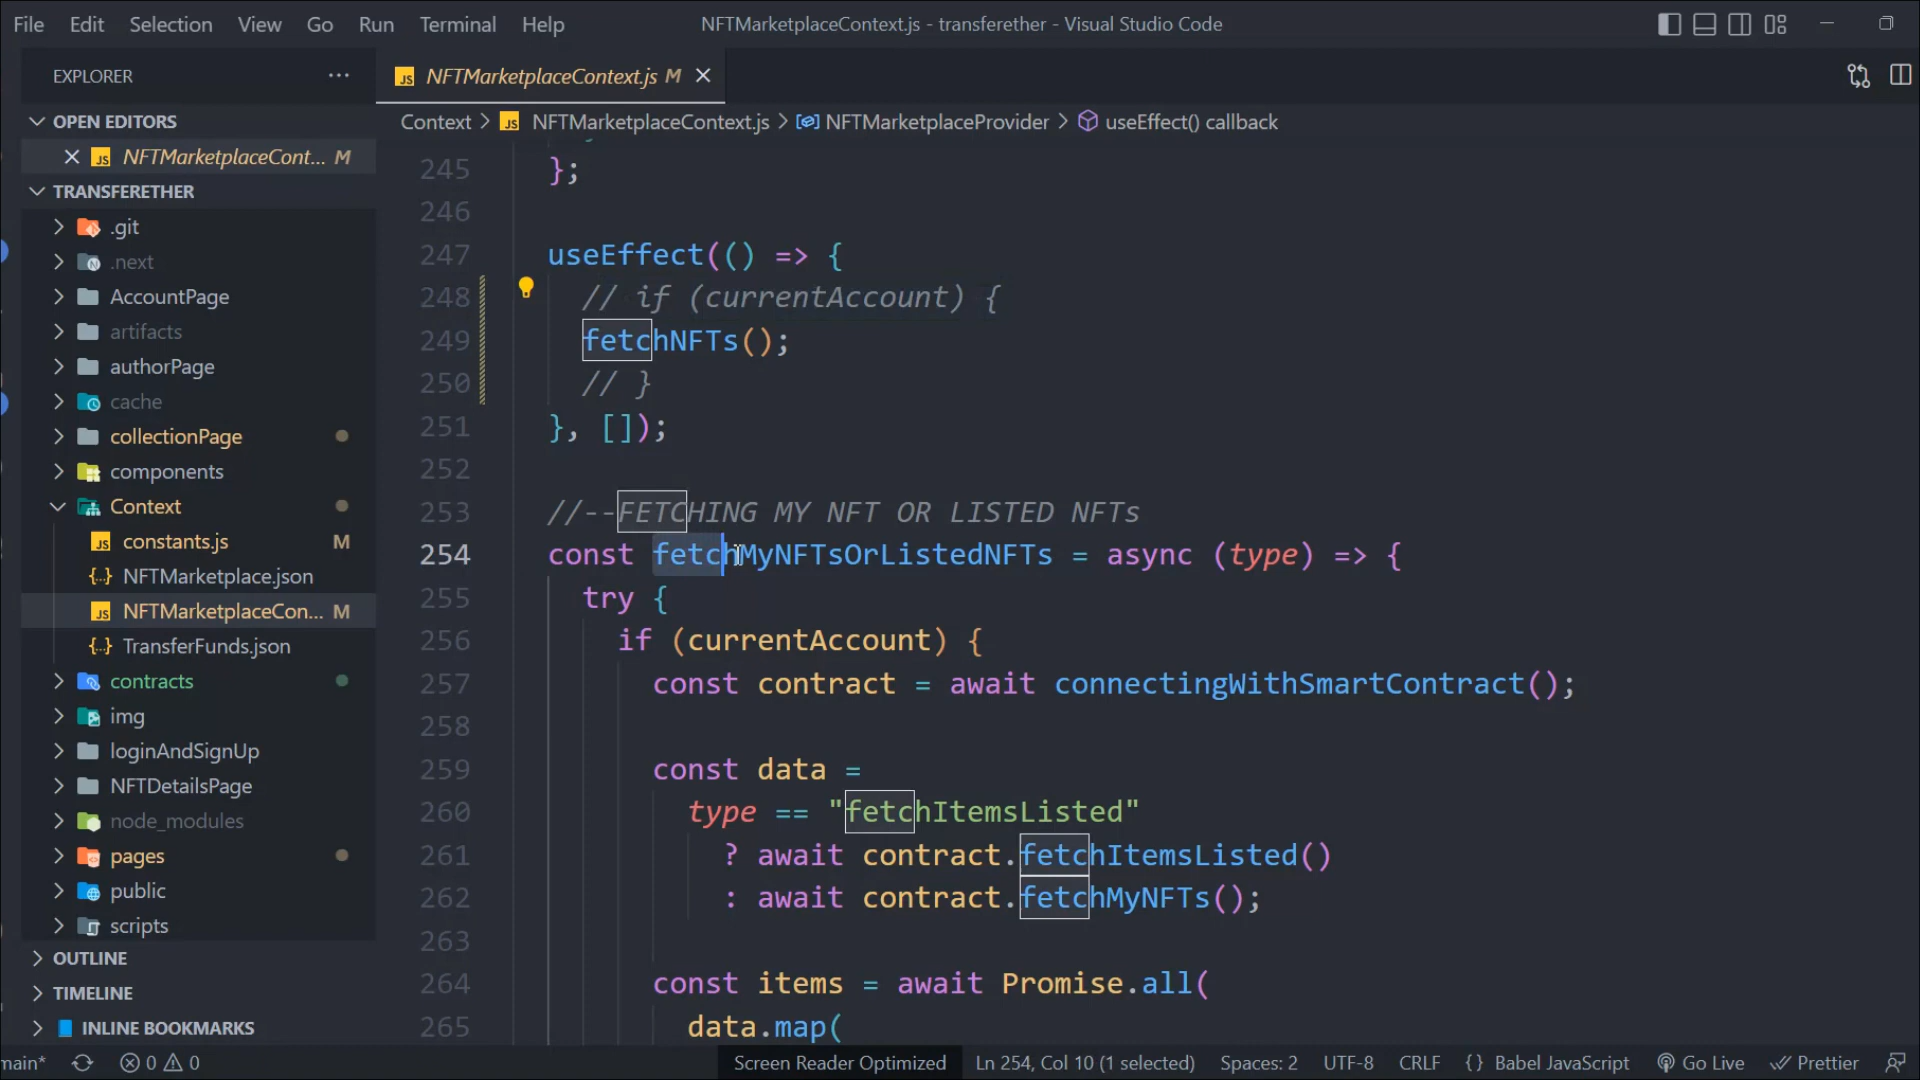 File Edit Selection View Go Run Terminal Help NFTMarketplaceContext.js - transferether - Visual Studio Code
EXPLORER ... NFTMarketplaceContext.js M
OPEN EDITORS
NFTMarketplaceCont... M
Context > NFTMarketplaceContext.js > NFTMarketplaceProvider > useEffect() callback
TRANSFERETHER
.git
.next
AccountPage
artifacts
authorPage
cache
collectionPage
components
Context
constants.js M
NFTMarketplace.json
NFTMarketplaceCon... M
TransferFunds.json
contracts
img
loginAndSignUp
NFTDetailsPage
node_modules
pages
public
scripts
OUTLINE
TIMELINE
INLINE BOOKMARKS
245 };
246
247 useEffect(() => {
248 // if (currentAccount) {
249 fetchNFTs();
250 // }
251 }, []);
252
253 //--FETCHING MY NFT OR LISTED NFTs
254 const fetchMyNFTsOrListedNFTs = async (type) => {
255 try {
256 if (currentAccount) {
257 const contract = await connectingWithSmartContract();
258
259 const data =
260 type == "fetchItemsListed"
261 ? await contract.fetchItemsListed()
262 : await contract.fetchMyNFTs();
263
264 const items = await Promise.all(
265 data.map(
main* 0 0 Screen Reader Optimized Ln 254, Col 10 (1 selected) Spaces: 2 UTF-8 CRLF {} Babel JavaScript Go Live Prettier